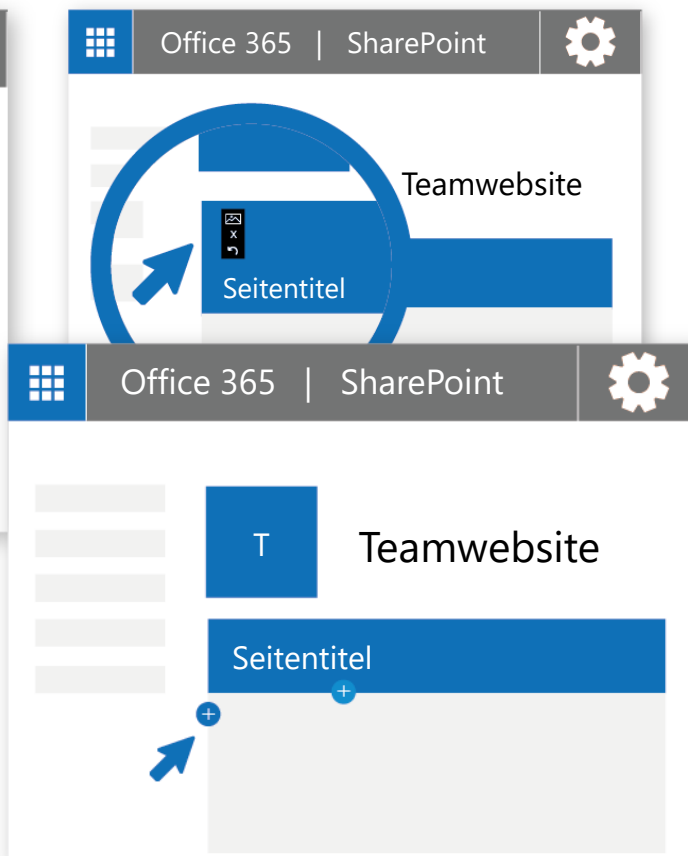 Office 365 | SharePoint
Teamwebsite
x
Seitentitel
Office 365 | SharePoint
T
Teamwebsite
Seitentitel
+
+